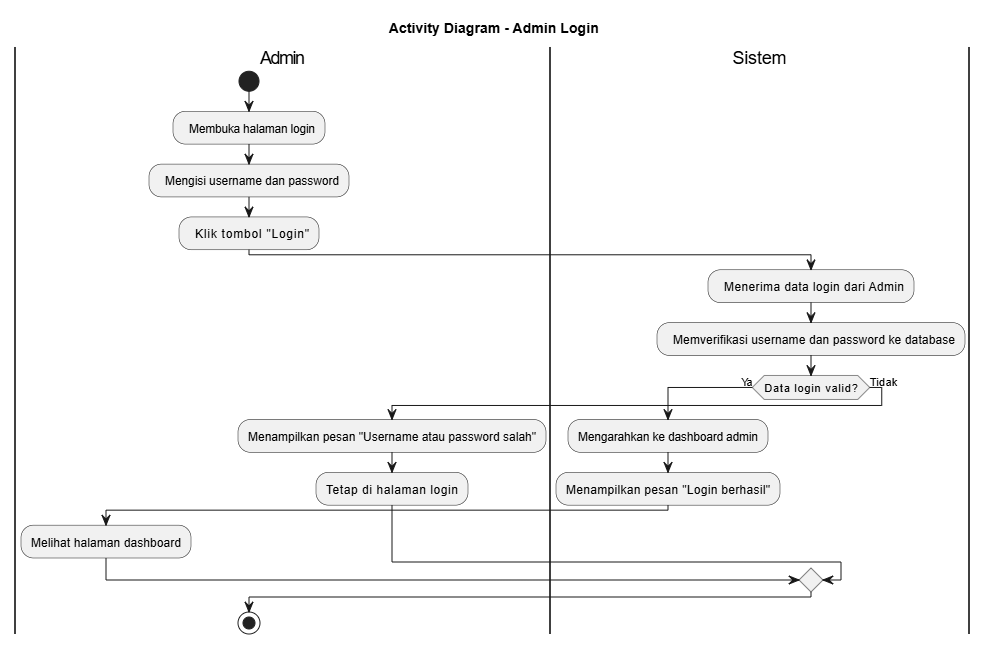 Activity Diagram - Admin Login
Admin
Sistem
Membuka halaman login
Mengisi username dan password
Klik tombol "Login"
Menerima data login dari Admin
Memverifikasi username dan password ke database
Ya
Data login valid?
Tidak
Menampilkan pesan "Username atau password salah"
Mengarahkan ke dashboard admin
Tetap di halaman login
Menampilkan pesan "Login berhasil"
Melihat halaman dashboard